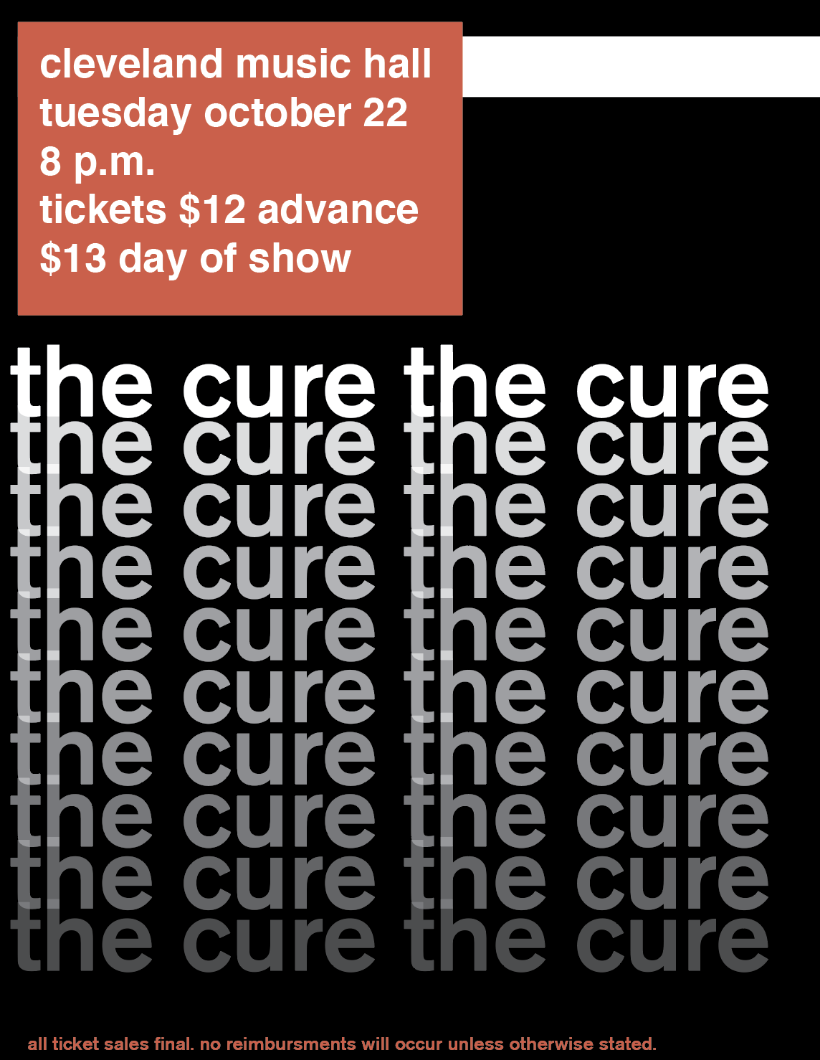 cleveland music hall
tuesday october 22
8 p.m.
tickets $12 advance
$13 day of show
the cure the cure
the cure the cure
the cure the cure
the cure the cure
the cure the cure
the cure the cure
the cure the cure
the cure the cure
the cure the cure
the cure the cure
all ticket sales final. no reimbursments will occur unless otherwise stated.